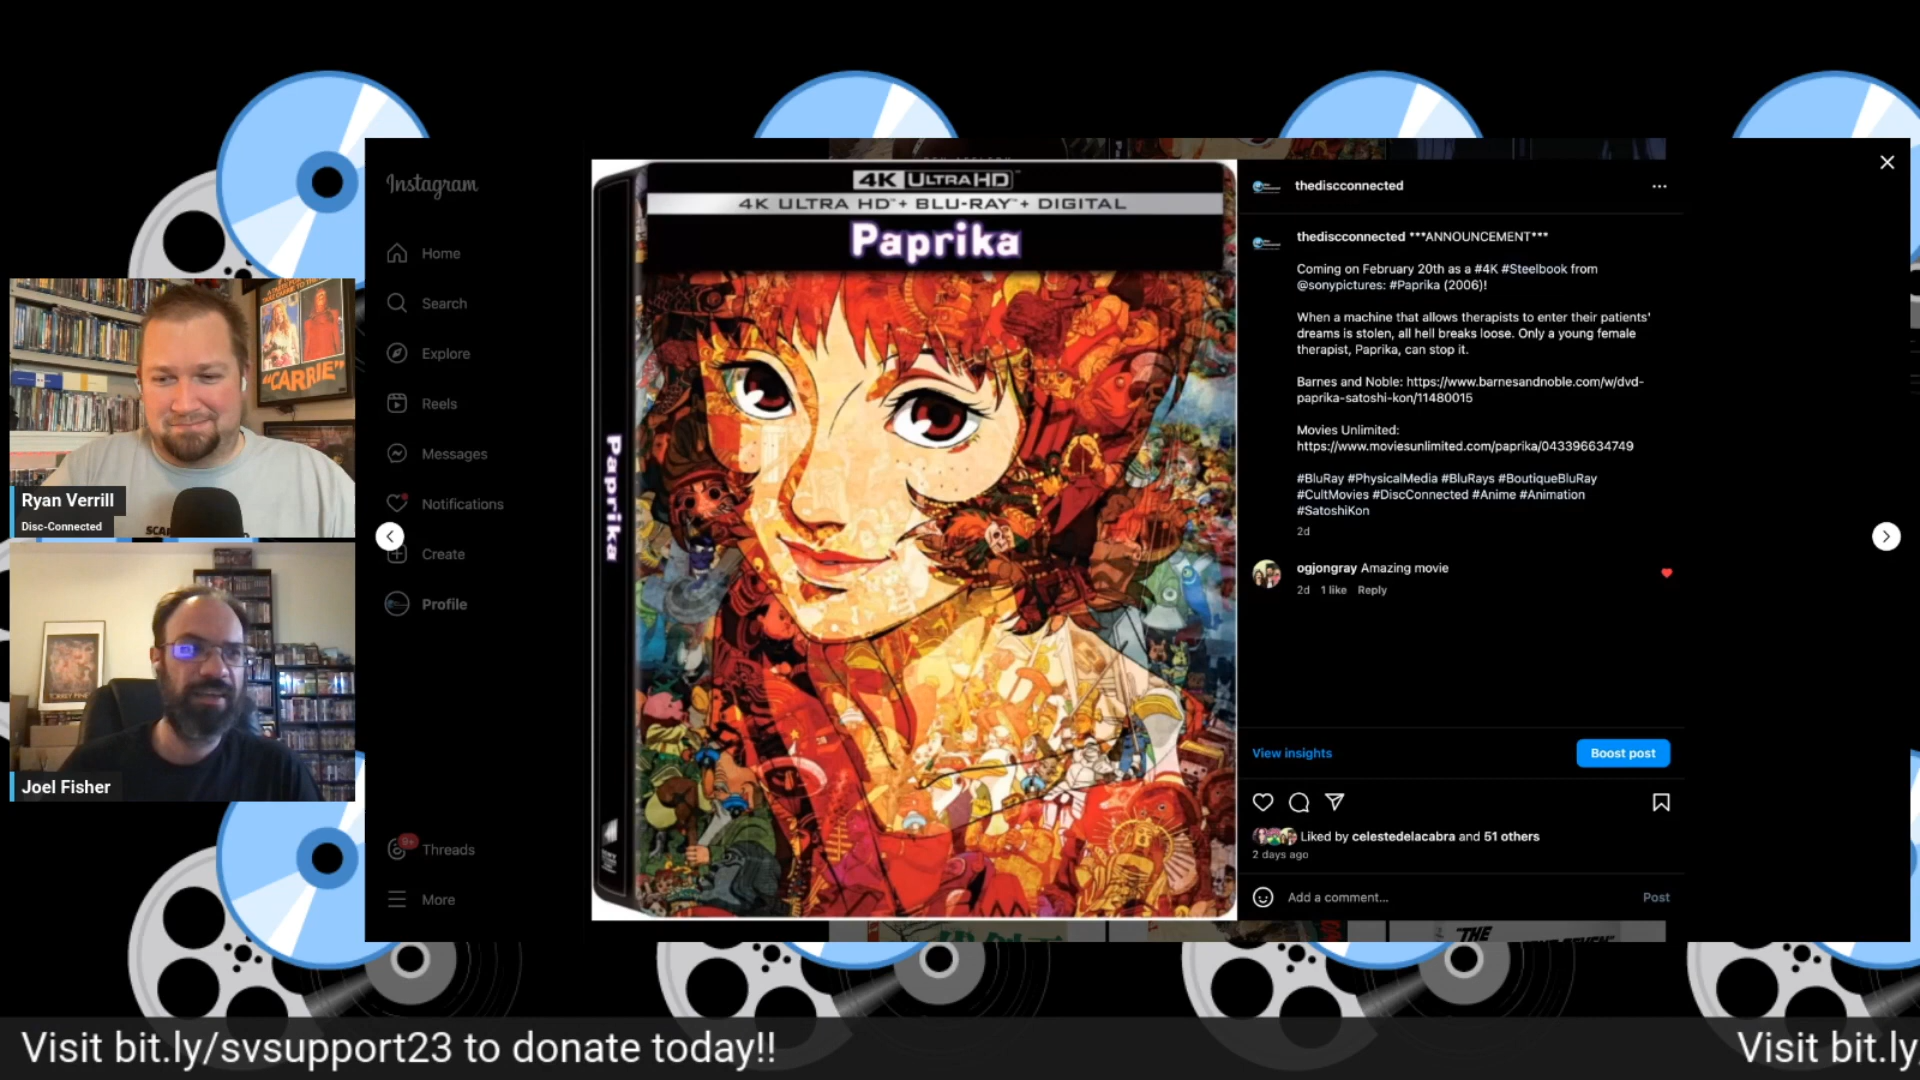 Instagram
Home
Search
Explore
Reels
Messages
Notifications
Create
Profile
9+
Threads
More
"CARRIE"
Ryan Verrill
Disc-Connected
Joel Fisher
4K ULTRA HD™
4K ULTRA HD™ + BLU-RAY™ + DIGITAL
Paprika
Paprika
thediscconnected
thediscconnected ***ANNOUNCEMENT***
Coming on February 20th as a #4K #Steelbook from
@sonypictures: #Paprika (2006)!
When a machine that allows therapists to enter their patients'
dreams is stolen, all hell breaks loose. Only a young female
therapist, Paprika, can stop it.
Barnes and Noble: https://www.barnesandnoble.com/w/dvd-
paprika-satoshi-kon/11480015
Movies Unlimited:
https://www.moviesunlimited.com/paprika/043396634749
#BluRay #PhysicalMedia #BluRays #BoutiqueBluRay
#CultMovies #DiscConnected #Anime #Animation
#SatoshiKon
2d
ogjongray Amazing movie
2d 1 like Reply
View insights
Boost post
Liked by celestedelacabra and 51 others
2 days ago
Add a comment...
Post
THE
Visit bit.ly/svsupport23 to donate today!!
Visit bit.ly